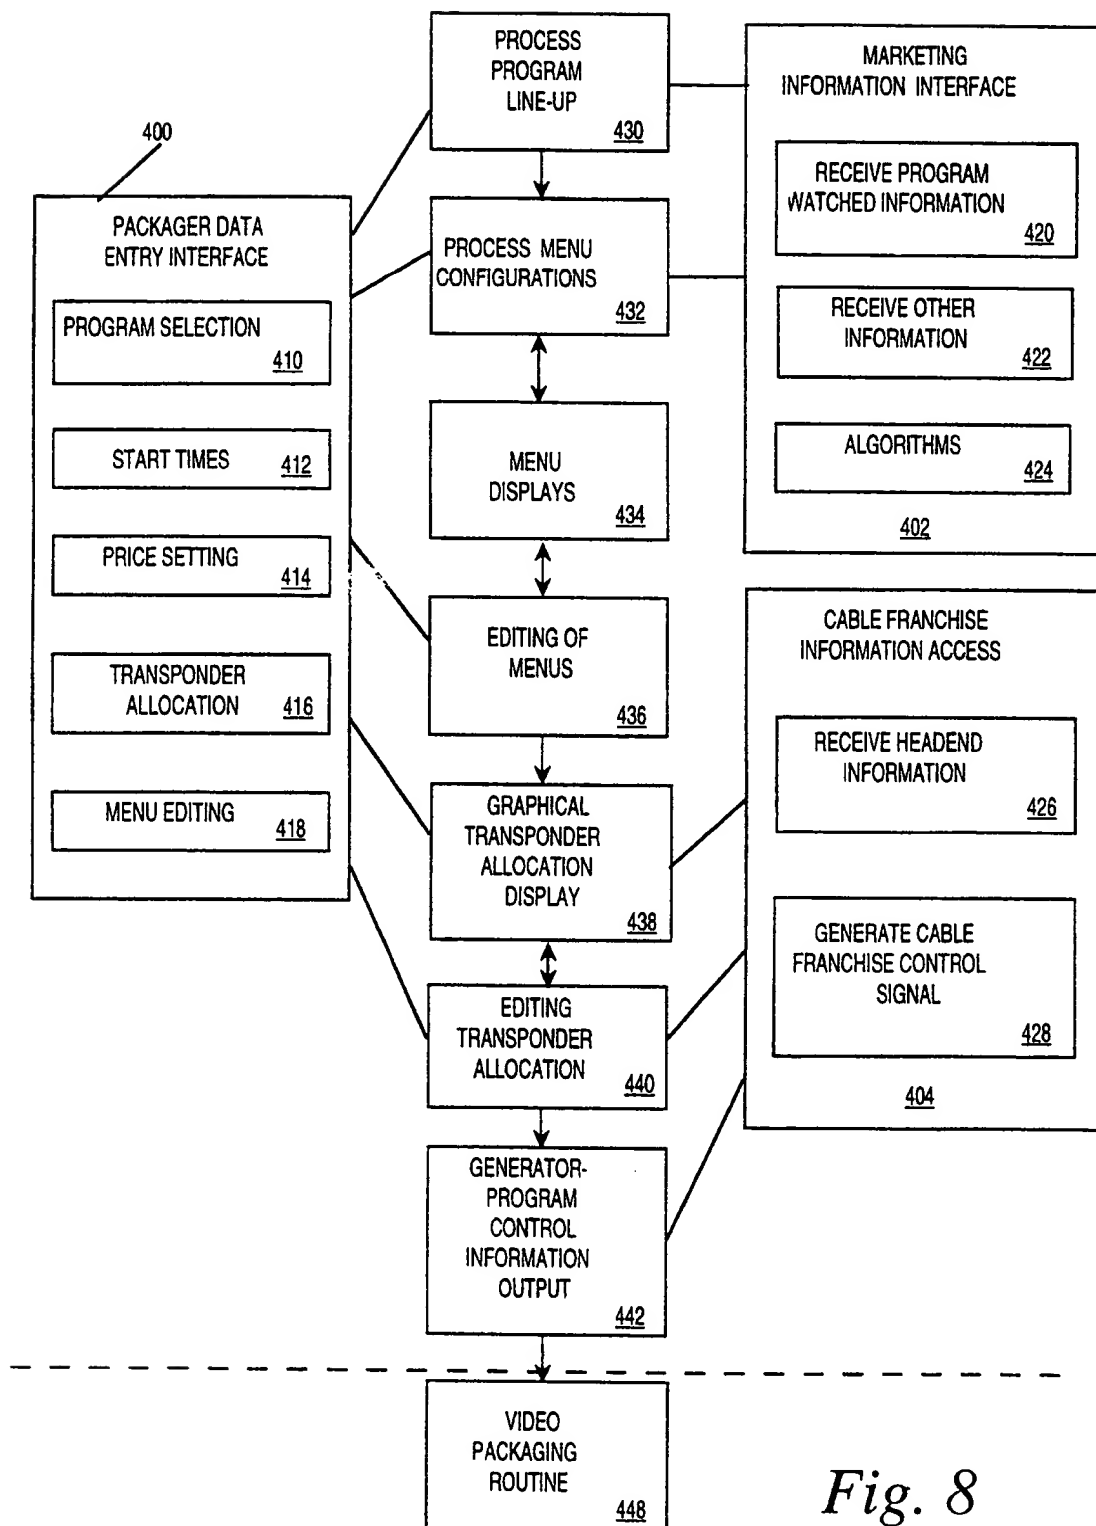 400
PACKAGER DATA
ENTRY INTERFACE
PROGRAM SELECTION
410
START TIMES 412
PRICE SETTING
414
TRANSPONDER
ALLOCATION 416
MENU EDITING 418
PROCESS
PROGRAM
LINE-UP
430
PROCESS MENU
CONFIGURATIONS
432
MENU
DISPLAYS
434
EDITING OF
MENUS
436
GRAPHICAL
TRANSPONDER
ALLOCATION
DISPLAY
438
EDITING
TRANSPONDER
ALLOCATION
440
GENERATOR-
PROGRAM
CONTROL
INFORMATION
OUTPUT
442
VIDEO
PACKAGING
ROUTINE
448
MARKETING
INFORMATION INTERFACE
RECEIVE PROGRAM
WATCHED INFORMATION
420
RECEIVE OTHER
INFORMATION
422
ALGORITHMS
424
402
CABLE FRANCHISE
INFORMATION ACCESS
RECEIVE HEADEND
INFORMATION
426
GENERATE CABLE
FRANCHISE CONTROL
SIGNAL
428
404
Fig. 8